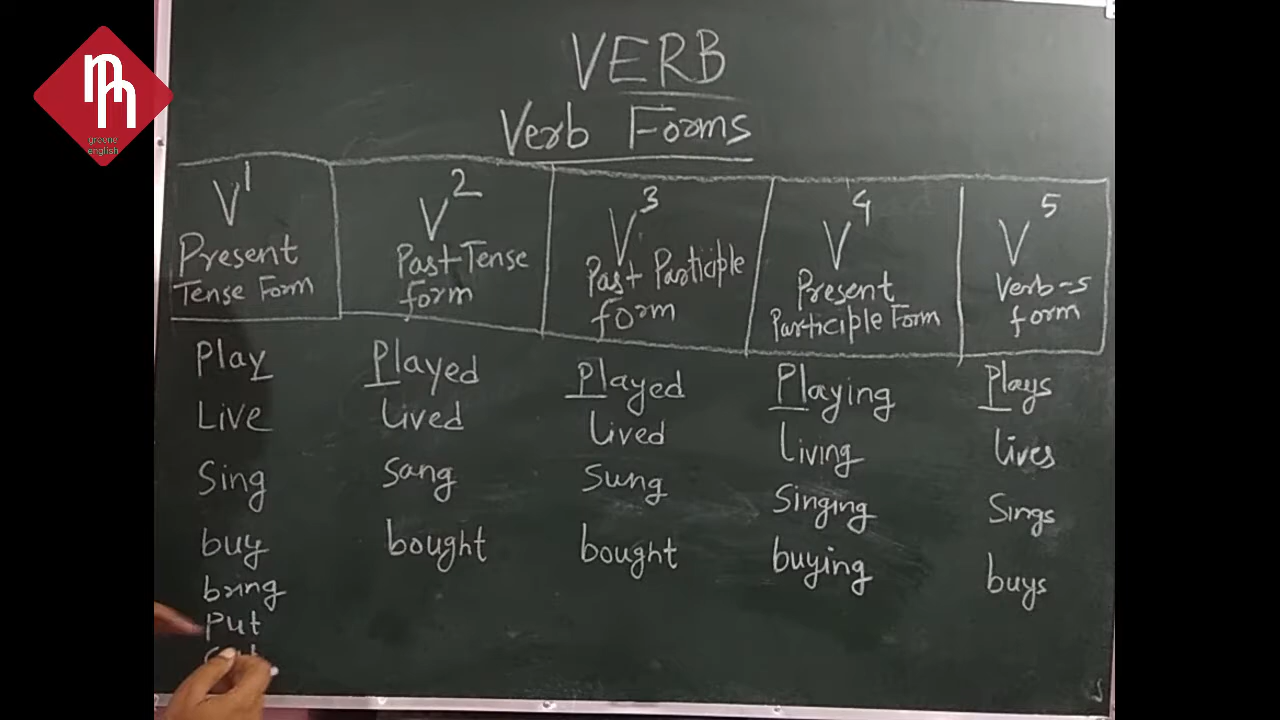 greene
english
VERB
Verb Forms
V1 V2 V3 V4 V5
Present Tense Form
Past Tense form
Past Participle form
Present Participle Form
Verb-s form
Play Played Played Playing Plays
Live lived lived living lives
Sing Sang Sung Singing Sings
buy bought bought buying buys
bring
Put